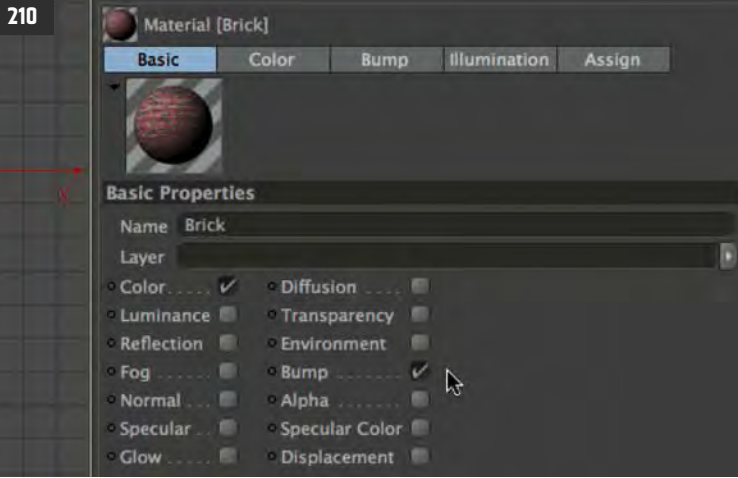 210
Material [Brick]
Basic Color Bump Illumination Assign
Basic Properties
Name Brick
Layer
Color..... Diffusion ....
Luminance Transparency
Reflection Environment
Fog ..... Bump .......
Normal ... Alpha .......
Specular .. Specular Color
Glow ..... Displacement
X